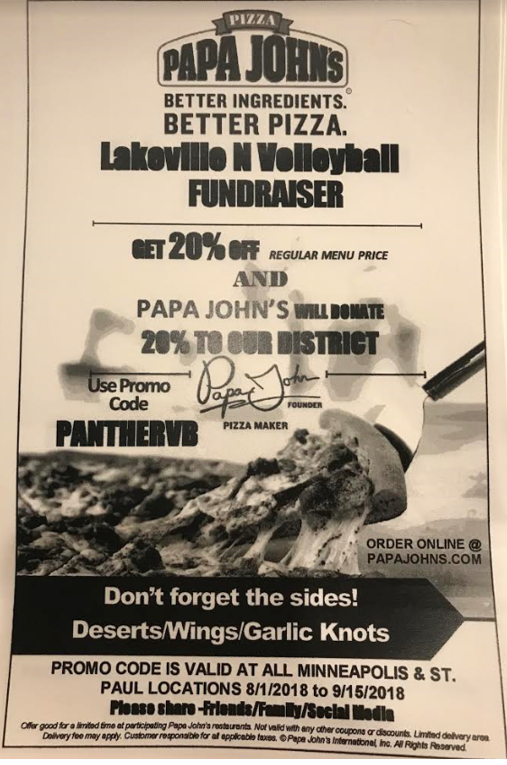 PIZZA
PAPA JOHN'S
BETTER INGREDIENTS.
BETTER PIZZA.
Lakeville N Volleyball
FUNDRAISER
GET 20% OFF REGULAR MENU PRICE
AND
PAPA JOHN'S WILL DONATE
20% TO OUR DISTRICT
Use Promo
Code
PANTHERVB
Papa John
FOUNDER
PIZZA MAKER
ORDER ONLINE @
PAPAJOHNS.COM
Don't forget the sides!
Deserts/Wings/Garlic Knots
PROMO CODE IS VALID AT ALL MINNEAPOLIS & ST.
PAUL LOCATIONS 8/1/2018 to 9/15/2018
Please share -Friends/Family/Social Media
Offer good for a limited time at participating Papa John's restaurants. Not valid with any other coupons or discounts. Limited delivery area.
Delivery fee may apply. Customer responsible for all applicable taxes. © Papa John's International, Inc. All Rights Reserved.